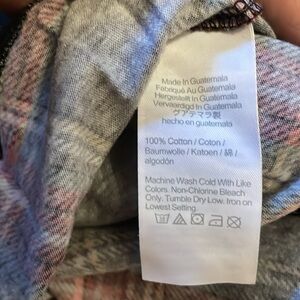 Made In Guatemala
Fabriqué Au Guatemala
Hergestellt In Guatemala
Vervaardigd In Guatemala
グアテマラ製
hecho en guatemala
100% Cotton / Coton /
Baumwolle / Katoen / 綿 /
algodón
Machine Wash Cold With Like
Colors. Non-Chlorine Bleach
Only. Tumble Dry Low. Iron on
Lowest Setting.